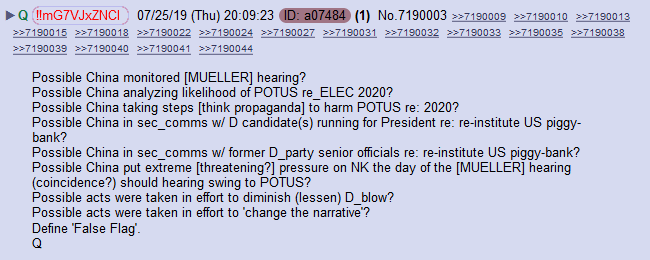 ▶ Q !!mG7VJxZNCI 07/25/19 (Thu) 20:09:23 ID: a07484 (1) No.7190003 >>7190009 >>7190010 >>7190013
>>7190015 >>7190018 >>7190022 >>7190024 >>7190027 >>7190031 >>7190032 >>7190033 >>7190035 >>7190038
>>7190039 >>7190040 >>7190041 >>7190044
Possible China monitored [MUELLER] hearing?
Possible China analyzing likelihood of POTUS re_ELEC 2020?
Possible China taking steps [think propaganda] to harm POTUS re: 2020?
Possible China in sec_comms w/ D candidate(s) running for President re: re-institute US piggy-
bank?
Possible China in sec_comms w/ former D_party senior officials re: re-institute US piggy-bank?
Possible China put extreme [threatening?] pressure on NK the day of the [MUELLER] hearing
(coincidence?) should hearing swing to POTUS?
Possible acts were taken in effort to diminish (lessen) D_blow?
Possible acts were taken in effort to 'change the narrative'?
Define 'False Flag'.
Q